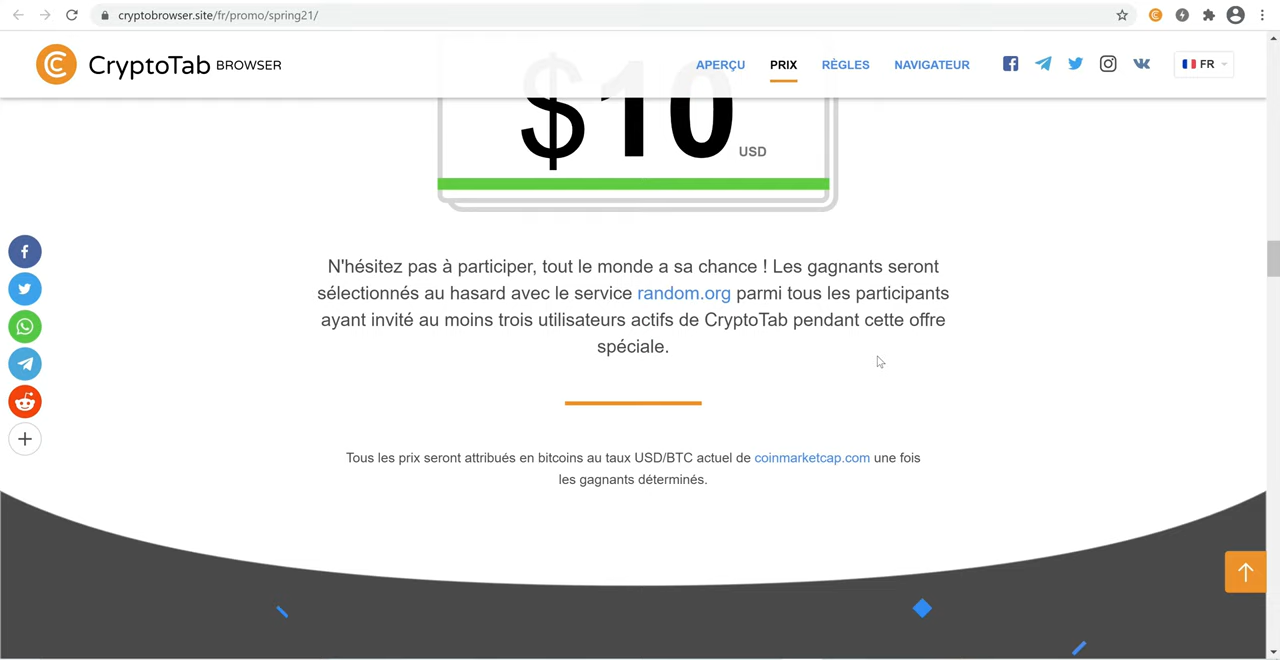 cryptobrowser.site/fr/promo/spring21/
CryptoTab BROWSER
APERÇU
PRIX
RÈGLES
NAVIGATEUR
FR
$10
USD
N'hésitez pas à participer, tout le monde a sa chance ! Les gagnants seront
sélectionnés au hasard avec le service random.org parmi tous les participants
ayant invité au moins trois utilisateurs actifs de CryptoTab pendant cette offre
spéciale.
Tous les prix seront attribués en bitcoins au taux USD/BTC actuel de coinmarketcap.com une fois
les gagnants déterminés.